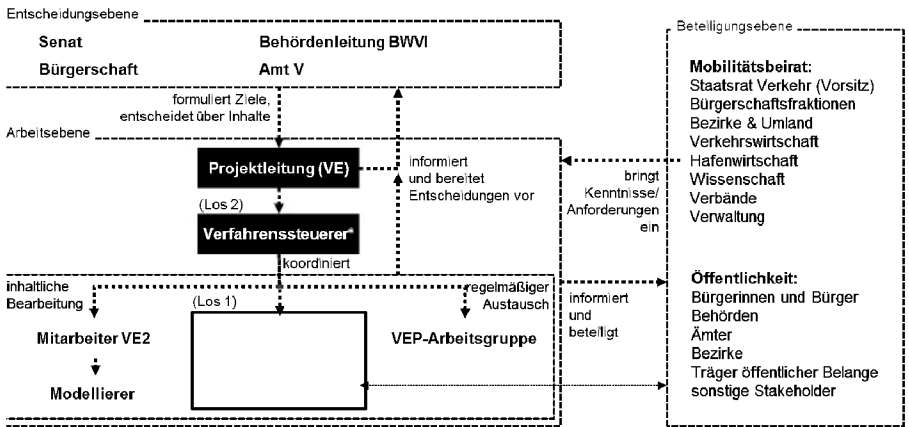 Entscheidungsebene
Senat
Behördenleitung BWVI
Bürgerschaft
Amt V
formuliert Ziele,
entscheidet über Inhalte
Arbeitsebene
Projektleitung (VE)
informiert
und bereitet
Entscheidungen vor
(Los 2)
Verfahrenssteuerer*
koordiniert
inhaltliche
Bearbeitung
(Los 1)
regelmäßiger
Austausch
Mitarbeiter VE2
VEP-Arbeitsgruppe
Modellierer
bringt
Kenntnisse/
Anforderungen
ein
informiert
und
beteiligt
Beteiligungsebene
Mobilitätsbeirat:
Staatsrat Verkehr (Vorsitz)
Bürgerschaftsfraktionen
Bezirke & Umland
Verkehrswirtschaft
Hafenwirtschaft
Wissenschaft
Verbände
Verwaltung
Öffentlichkeit:
Bürgerinnen und Bürger
Behörden
Ämter
Bezirke
Träger öffentlicher Belange
sonstige Stakeholder